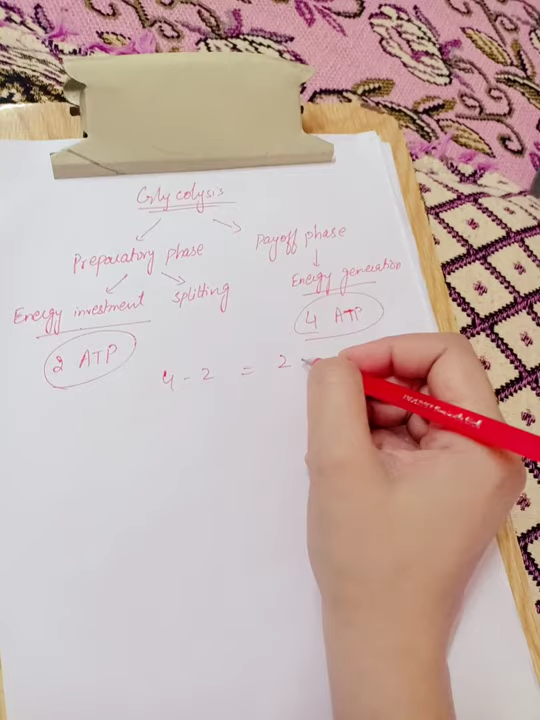 Glycolysis
Preparatory phase
Payoff phase
Energy investment
splitting
Energy generation
2 ATP
4 ATP
4 - 2 = 2